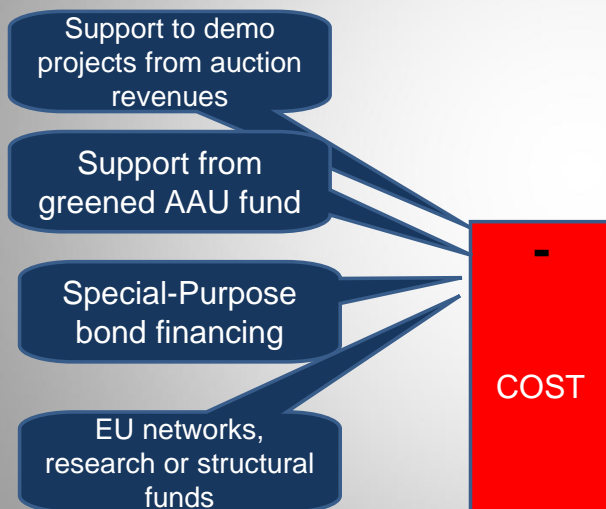 Support to demo
projects from auction
revenues
Support from
greened AAU fund
-
Special-Purpose
bond financing
COST
EU networks,
research or structural
funds